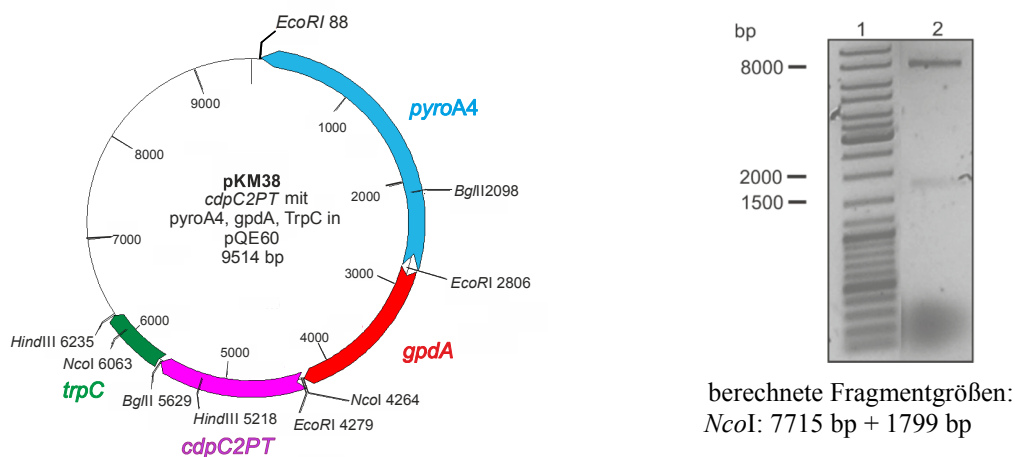 EcoRI 88
pyroA4
1000
9000
8000
2000
BglII2098
pKM38
cdpC2PT mit
pyroA4, gpdA, TrpC in
pQE60
9514 bp
7000
3000
EcoRI 2806
gpdA
HindIII 6235
6000
NcoI 6063
5000
4000
trpC
BglII 5629
HindIII 5218
NcoI 4264
EcoRI 4279
cdpC2PT
bp 1 2
8000
2000
1500
berechnete Fragmentgrößen:
NcoI: 7715 bp + 1799 bp